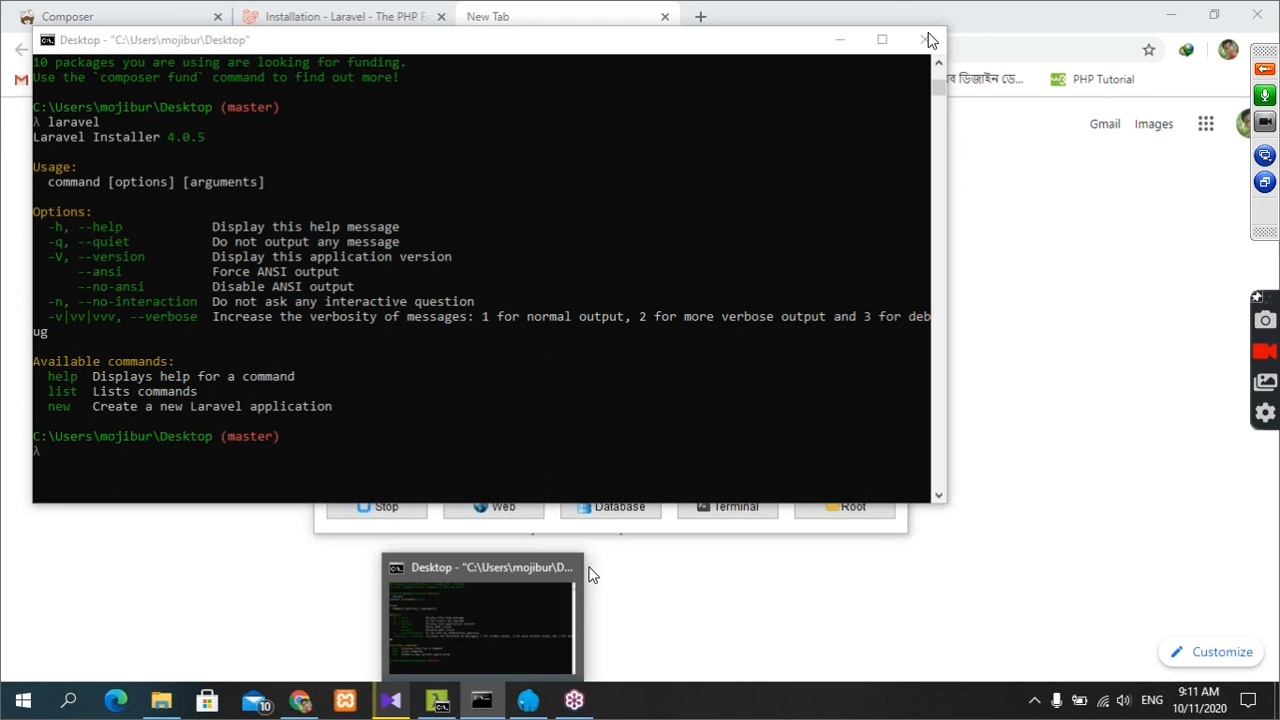 Composer
Installation - Laravel - The PHP F
New Tab
Desktop - "C:\Users\mojibur\Desktop"
10 packages you are using are looking for funding.
Use the `composer fund` command to find out more!
C:\Users\mojibur\Desktop (master)
λ laravel
Laravel Installer 4.0.5
Usage:
command [options] [arguments]
Options:
-h, --help Display this help message
-q, --quiet Do not output any message
-V, --version Display this application version
--ansi Force ANSI output
--no-ansi Disable ANSI output
-n, --no-interaction Do not ask any interactive question
-v|vv|vvv, --verbose Increase the verbosity of messages: 1 for normal output, 2 for more verbose output and 3 for deb
ug
Available commands:
help Displays help for a command
list Lists commands
new Create a new Laravel application
C:\Users\mojibur\Desktop (master)
λ
ডিজাইন ডে...
PHP Tutorial
Gmail Images
Stop Web Database Terminal Root
Desktop - "C:\Users\mojibur\D...
Customize
10
ENG
9:11 AM
10/11/2020